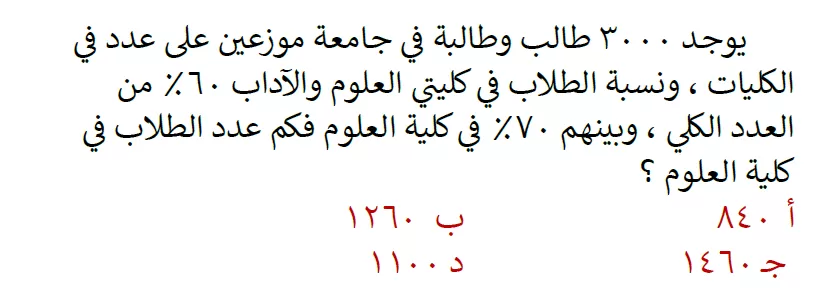 يوجد ٣٠٠٠ طالب وطالبة في جامعة موزعين على عدد في
الكليات ، ونسبة الطلاب في كليتي العلوم والآداب ٦٠٪ من
العدد الكلي ، وبينهم ٧٠٪ في كلية العلوم فكم عدد الطلاب في
كلية العلوم ؟
أ ٨٤٠ ب ١٢٦٠
جـ ١٤٦٠ د ١١٠٠